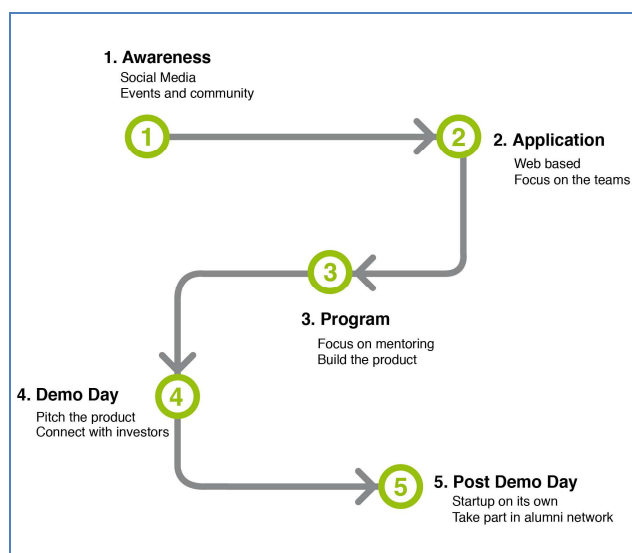 1. Awareness
Social Media
Events and community
1
2
2. Application
Web based
Focus on the teams
3
3. Program
Focus on mentoring
Build the product
4. Demo Day
4
Pitch the product
Connect with investors
5
5. Post Demo Day
Startup on its own
Take part in alumni network